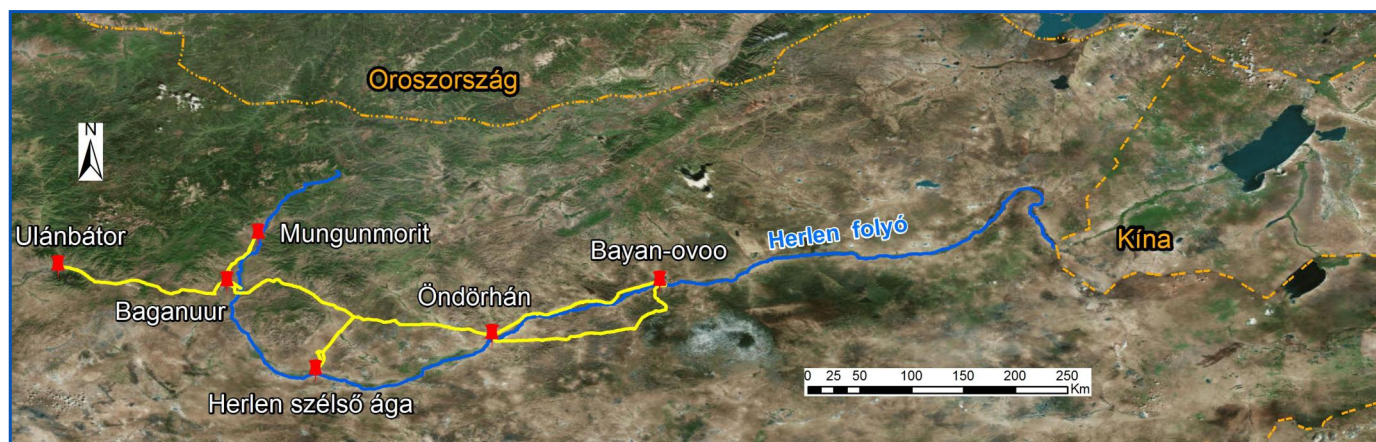 Oroszország
N
Mungunmorit
Ulánbátor
Herlen folyó
Kína
Bayan-ovoo
Baganuur
Öndörhán
0 25 50 100 150 200 250
Km
Herlen szélső ága